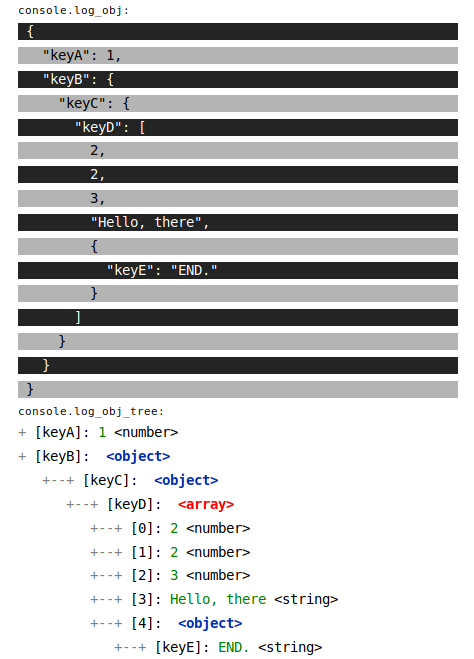 console.log_obj:
{
"keyA": 1,
"keyB": {
"keyC": {
"keyD": [
2,
2,
3,
"Hello, there",
{
"keyE": "END."
}
]
}
}
}
console.log_obj_tree:
+ [keyA]: 1 <number>
+ [keyB]: <object>
+--+ [keyC]: <object>
+--+ [keyD]: <array>
+--+ [0]: 2 <number>
+--+ [1]: 2 <number>
+--+ [2]: 3 <number>
+--+ [3]: Hello, there <string>
+--+ [4]: <object>
+--+ [keyE]: END. <string>